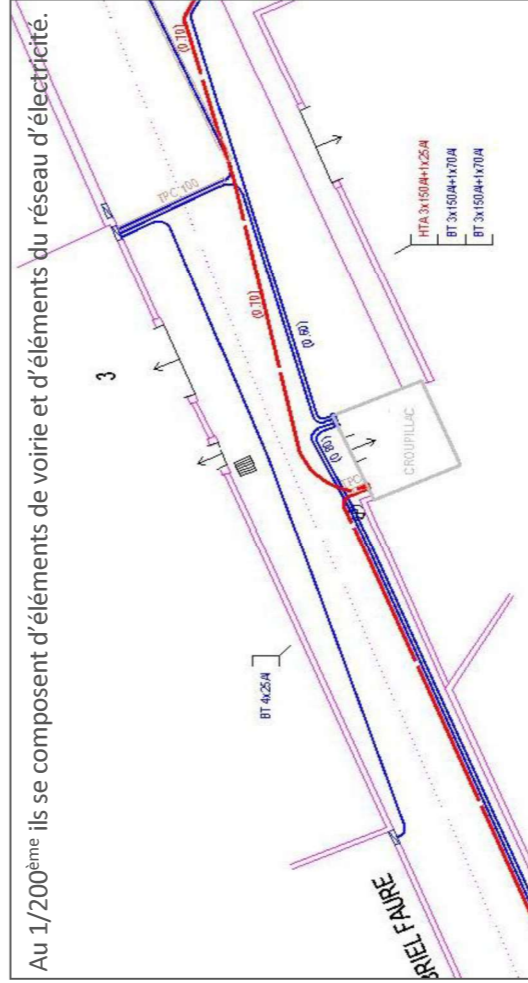 Au 1/200ème ils se composent d'éléments de voirie et d'éléments du réseau d'électricité.
(0.70)
TPC 100
3
(0.70)
(0.60)
HTA 3x150Al+1x25Al
BT 3x150Al+1x70Al
BT 3x150Al+1x70Al
(0.80)
CROUPILLAC
TPC
BT 4x25Al
BRIEL FAURE